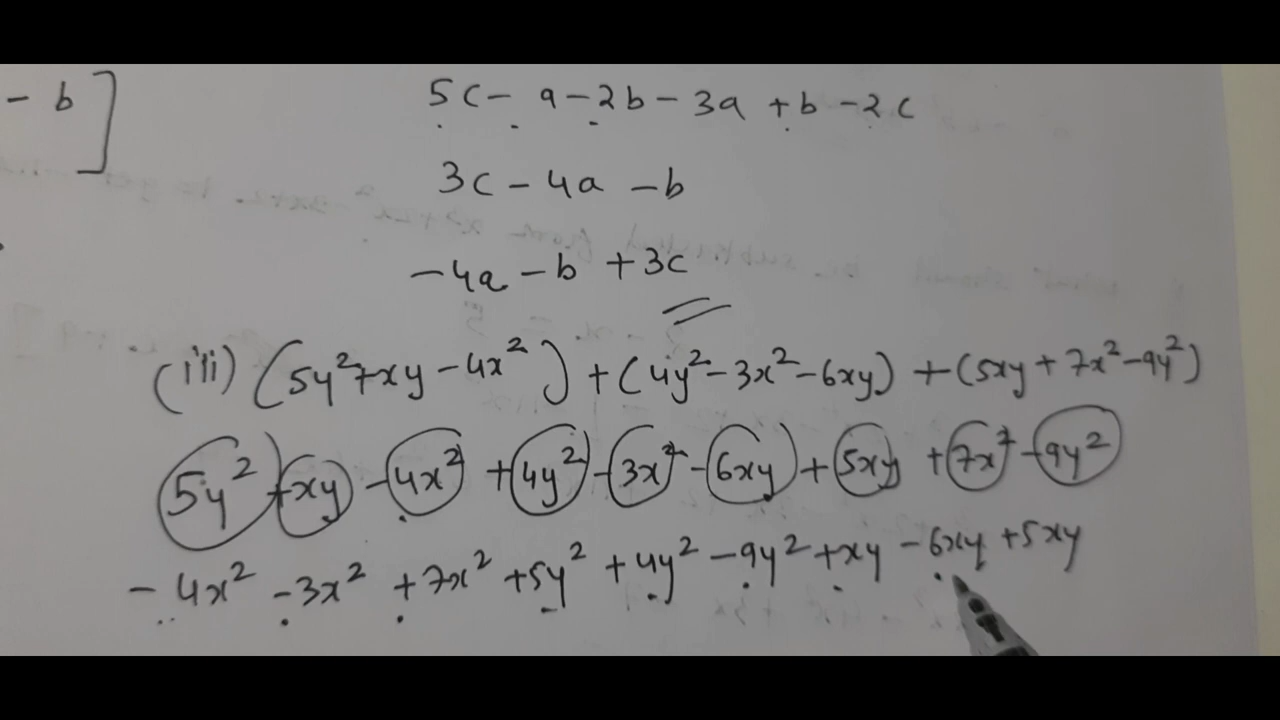 - b ]
5c - a - 2b - 3a + b - 2c
3c - 4a - b
-4a - b + 3c
(iii) (5y²+xy - 4x²) + (4y² - 3x² - 6xy) + (5xy + 7x² - 9y²)
5y² + xy - 4x² + 4y² - 3x² - 6xy + 5xy + 7x² - 9y²
- 4x² - 3x² + 7x² + 5y² + 4y² - 9y² + xy - 6xy + 5xy